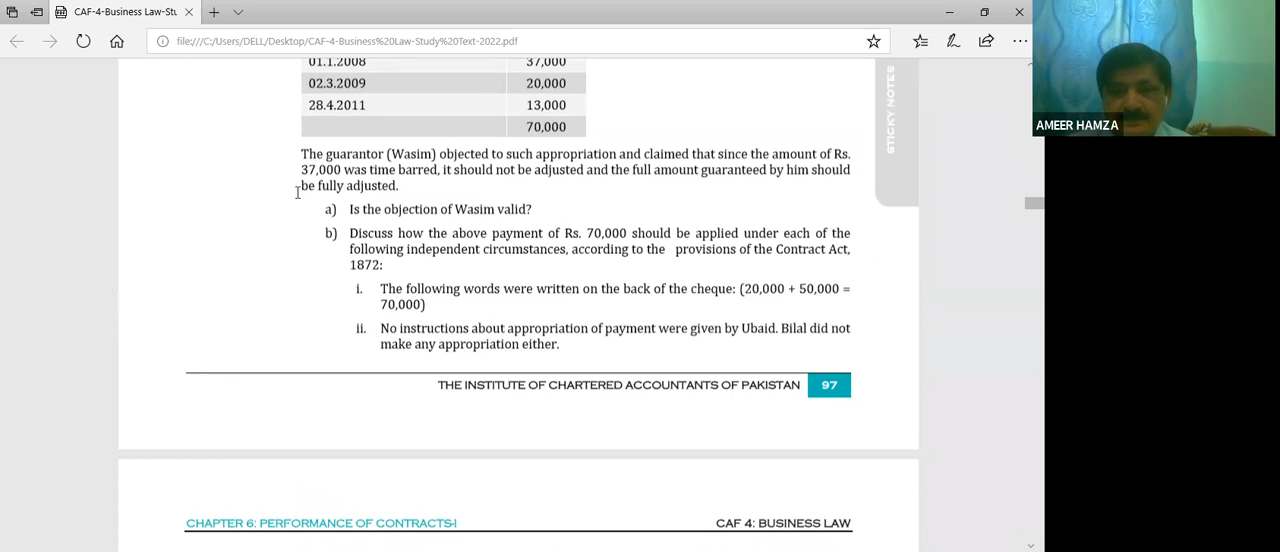 CAF-4-Business Law-Stu
file:///C:/Users/DELL/Desktop/CAF-4-Business%20Law-Study%20Text-2022.pdf
01.1.2008 37,000
02.3.2009 20,000
28.4.2011 13,000
70,000
STICKY NOTES
AMEER HAMZA
The guarantor (Wasim) objected to such appropriation and claimed that since the amount of Rs.
37,000 was time barred, it should not be adjusted and the full amount guaranteed by him should
be fully adjusted.
a) Is the objection of Wasim valid?
b) Discuss how the above payment of Rs. 70,000 should be applied under each of the
following independent circumstances, according to the provisions of the Contract Act,
1872:
i. The following words were written on the back of the cheque: (20,000 + 50,000 =
70,000)
ii. No instructions about appropriation of payment were given by Ubaid. Bilal did not
make any appropriation either.
THE INSTITUTE OF CHARTERED ACCOUNTANTS OF PAKISTAN 97
CHAPTER 6: PERFORMANCE OF CONTRACTS-I CAF 4: BUSINESS LAW